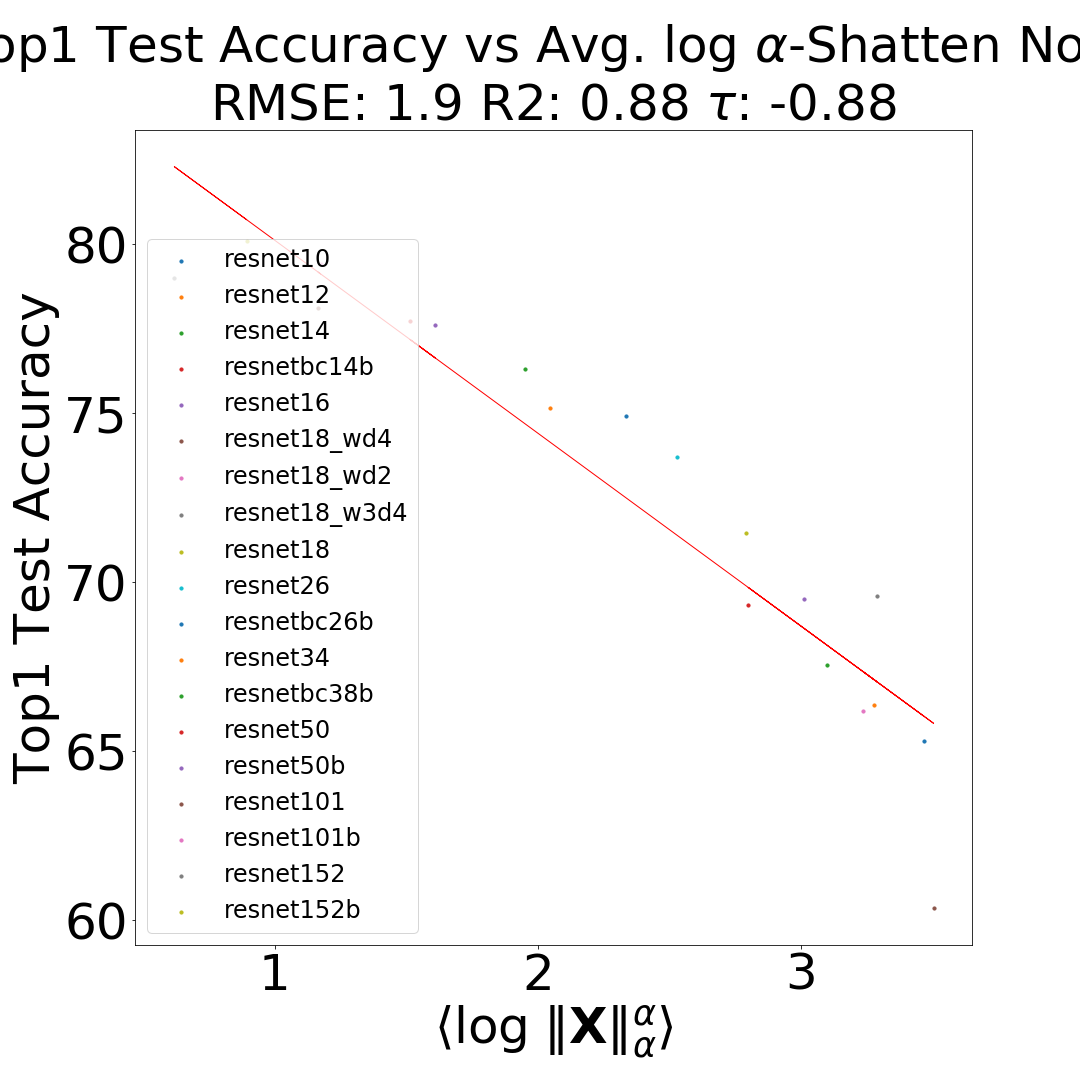 op1 Test Accuracy vs Avg. log α-Shatten No
RMSE: 1.9 R2: 0.88 τ: -0.88
Top1 Test Accuracy
80
75
70
65
60
resnet10
resnet12
resnet14
resnetbc14b
resnet16
resnet18_wd4
resnet18_wd2
resnet18_w3d4
resnet18
resnet26
resnetbc26b
resnet34
resnetbc38b
resnet50
resnet50b
resnet101
resnet101b
resnet152
resnet152b
1 2 3
⟨log ‖X‖αα⟩